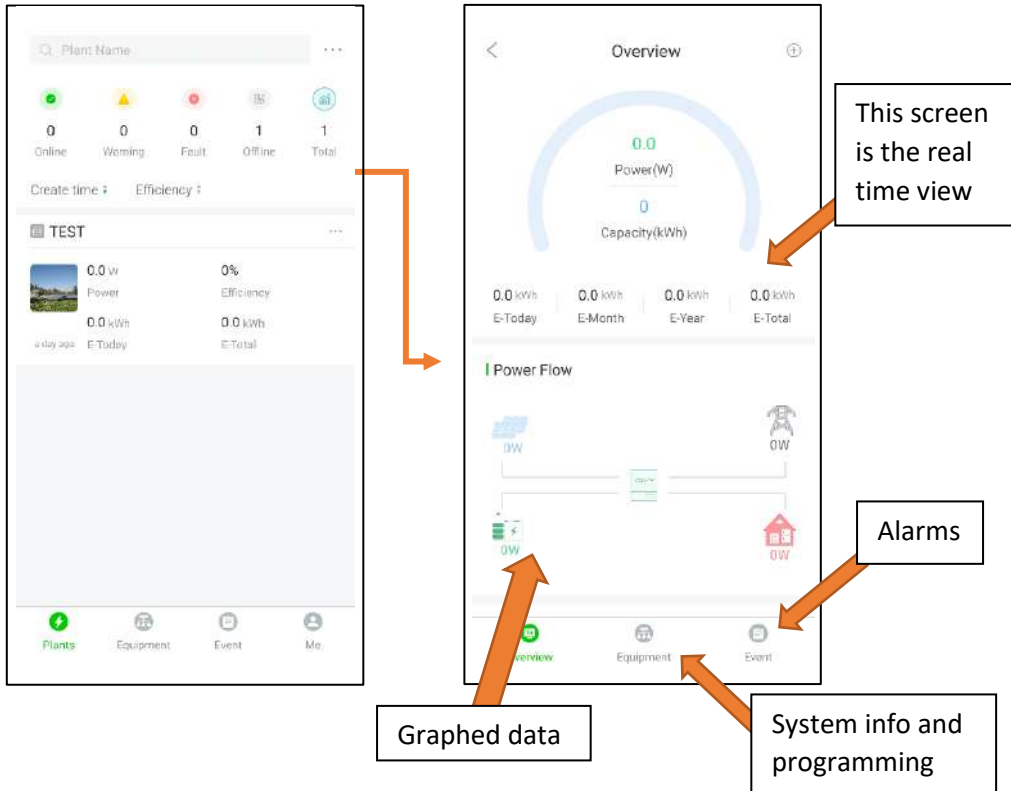 Plant Name
...
0
0
0
1
1
Online
Warning
Fault
Offline
Total
Create time
Efficiency
TEST
...
0.0 W
0%
Power
Efficiency
0.0 kWh
0.0 kWh
a day ago
E-Today
E-Total
Plants
Equipment
Event
Me
Overview
0.0
Power(W)
0
Capacity(kWh)
0.0 kWh
0.0 kWh
0.0 kWh
0.0 kWh
E-Today
E-Month
E-Year
E-Total
Power Flow
0W
0W
0W
0W
Overview
Equipment
Event
This screen
is the real
time view
Alarms
Graphed data
System info and
programming